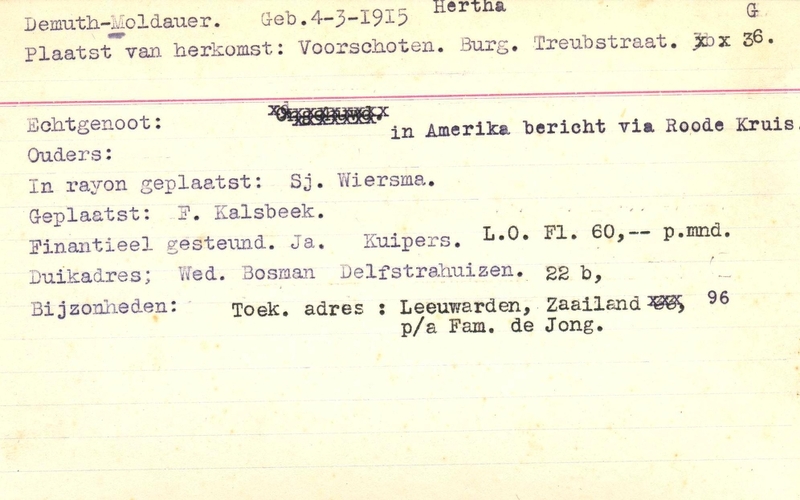 Demuth-Moldauer. Geb.4-3-1915 Hertha G
Plaatst van herkomst: Voorschoten. Burg. Treubstraat. x 36.
Echtgenoot: in Amerika bericht via Roode Kruis.
Ouders:
In rayon geplaatst: Sj. Wiersma.
Geplaatst: F. Kalsbeek.
Finantieel gesteund. Ja. Kuipers. L.O. Fl. 60,-- p.mnd.
Duikadres; Wed. Bosman Delfstrahuizen. 22 b,
Bijzonheden: Toek. adres : Leeuwarden, Zaailand xxx, 96
p/a Fam. de Jong.